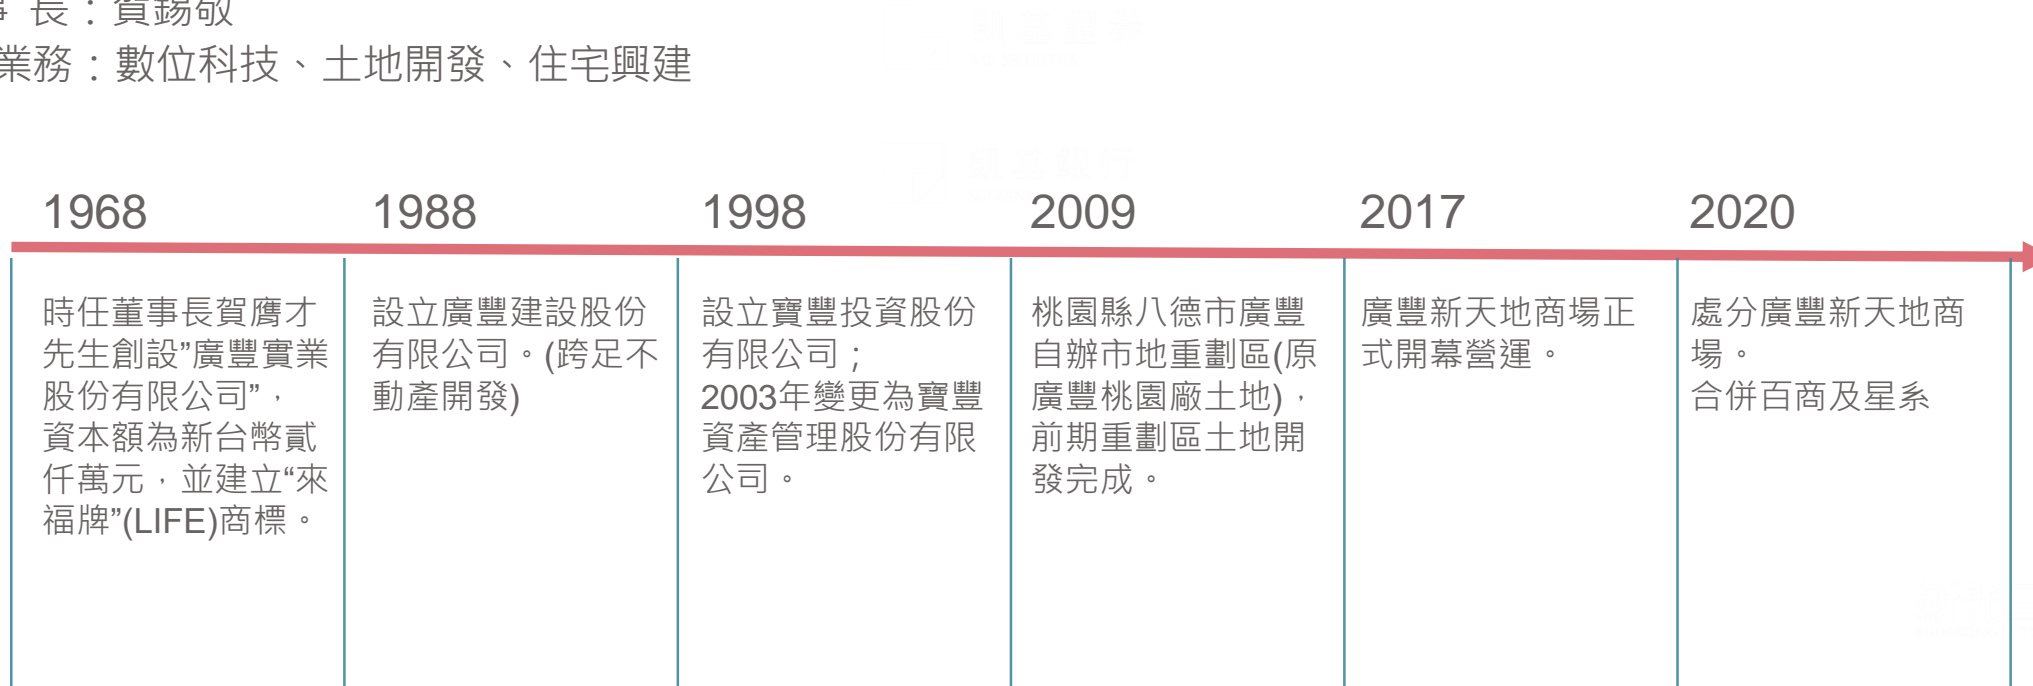 長：賀錫敬
業務：數位科技、土地開發、住宅興建
1968
1988
1998
2009
2017
2020
時任董事長賀膺才
先生創設”廣豐實業
股份有限公司”，
資本額為新台幣貳
仟萬元，並建立“來
福牌”(LIFE)商標。
設立廣豐建設股份
有限公司。(跨足不
動產開發)
設立寶豐投資股份
有限公司；
2003年變更為寶豐
資產管理股份有限
公司。
桃園縣八德市廣豐
自辦市地重劃區(原
廣豐桃園廠土地)，
前期重劃區土地開
發完成。
廣豐新天地商場正
式開幕營運。
處分廣豐新天地商
場。
合併百商及星系